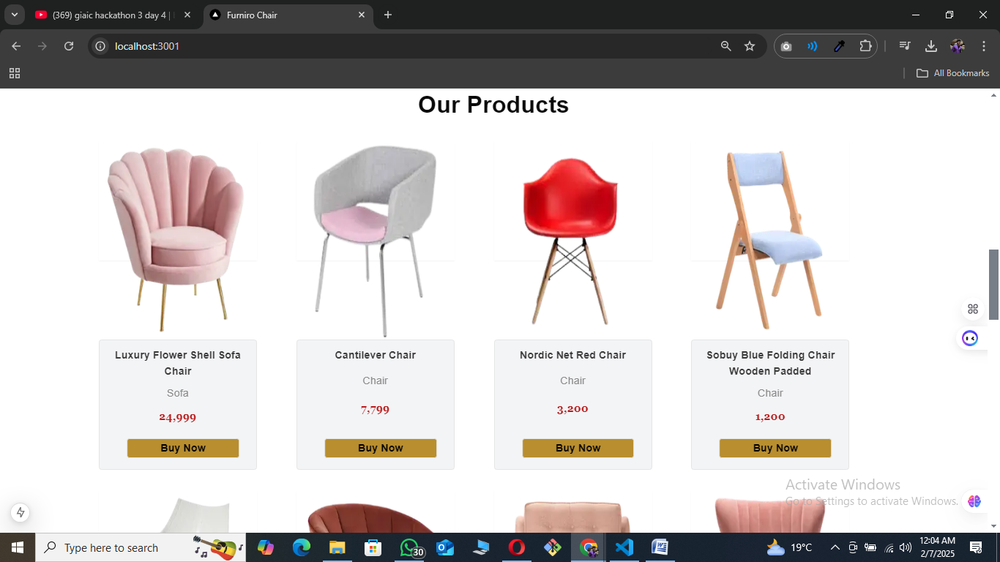 (369) giaic hackathon 3 day 4 |
Furniro Chair
localhost:3001
All Bookmarks
Our Products
Luxury Flower Shell Sofa
Chair
Sofa
24,999
Buy Now
Cantilever Chair
Chair
7,799
Buy Now
Nordic Net Red Chair
Chair
3,200
Buy Now
Sobuy Blue Folding Chair
Wooden Padded
Chair
1,200
Buy Now
Activate Windows
Go to Settings to activate Windows.
Type here to search
30
19°C
12:04 AM
2/7/2025